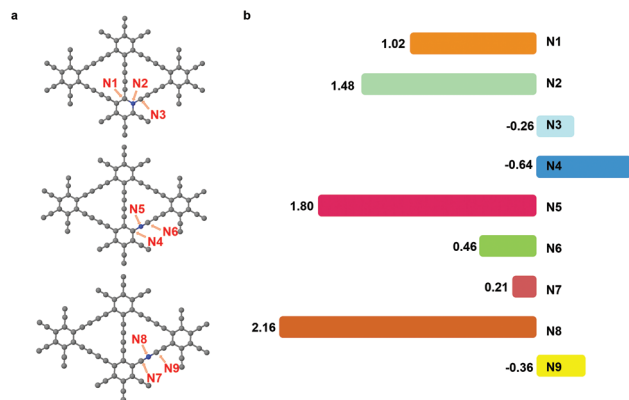 a
N1 N2
N3
N5
N6
N4
N8
N9
N7
b
1.02 N1
1.48 N2
-0.26 N3
-0.64 N4
1.80 N5
0.46 N6
0.21 N7
2.16 N8
-0.36 N9